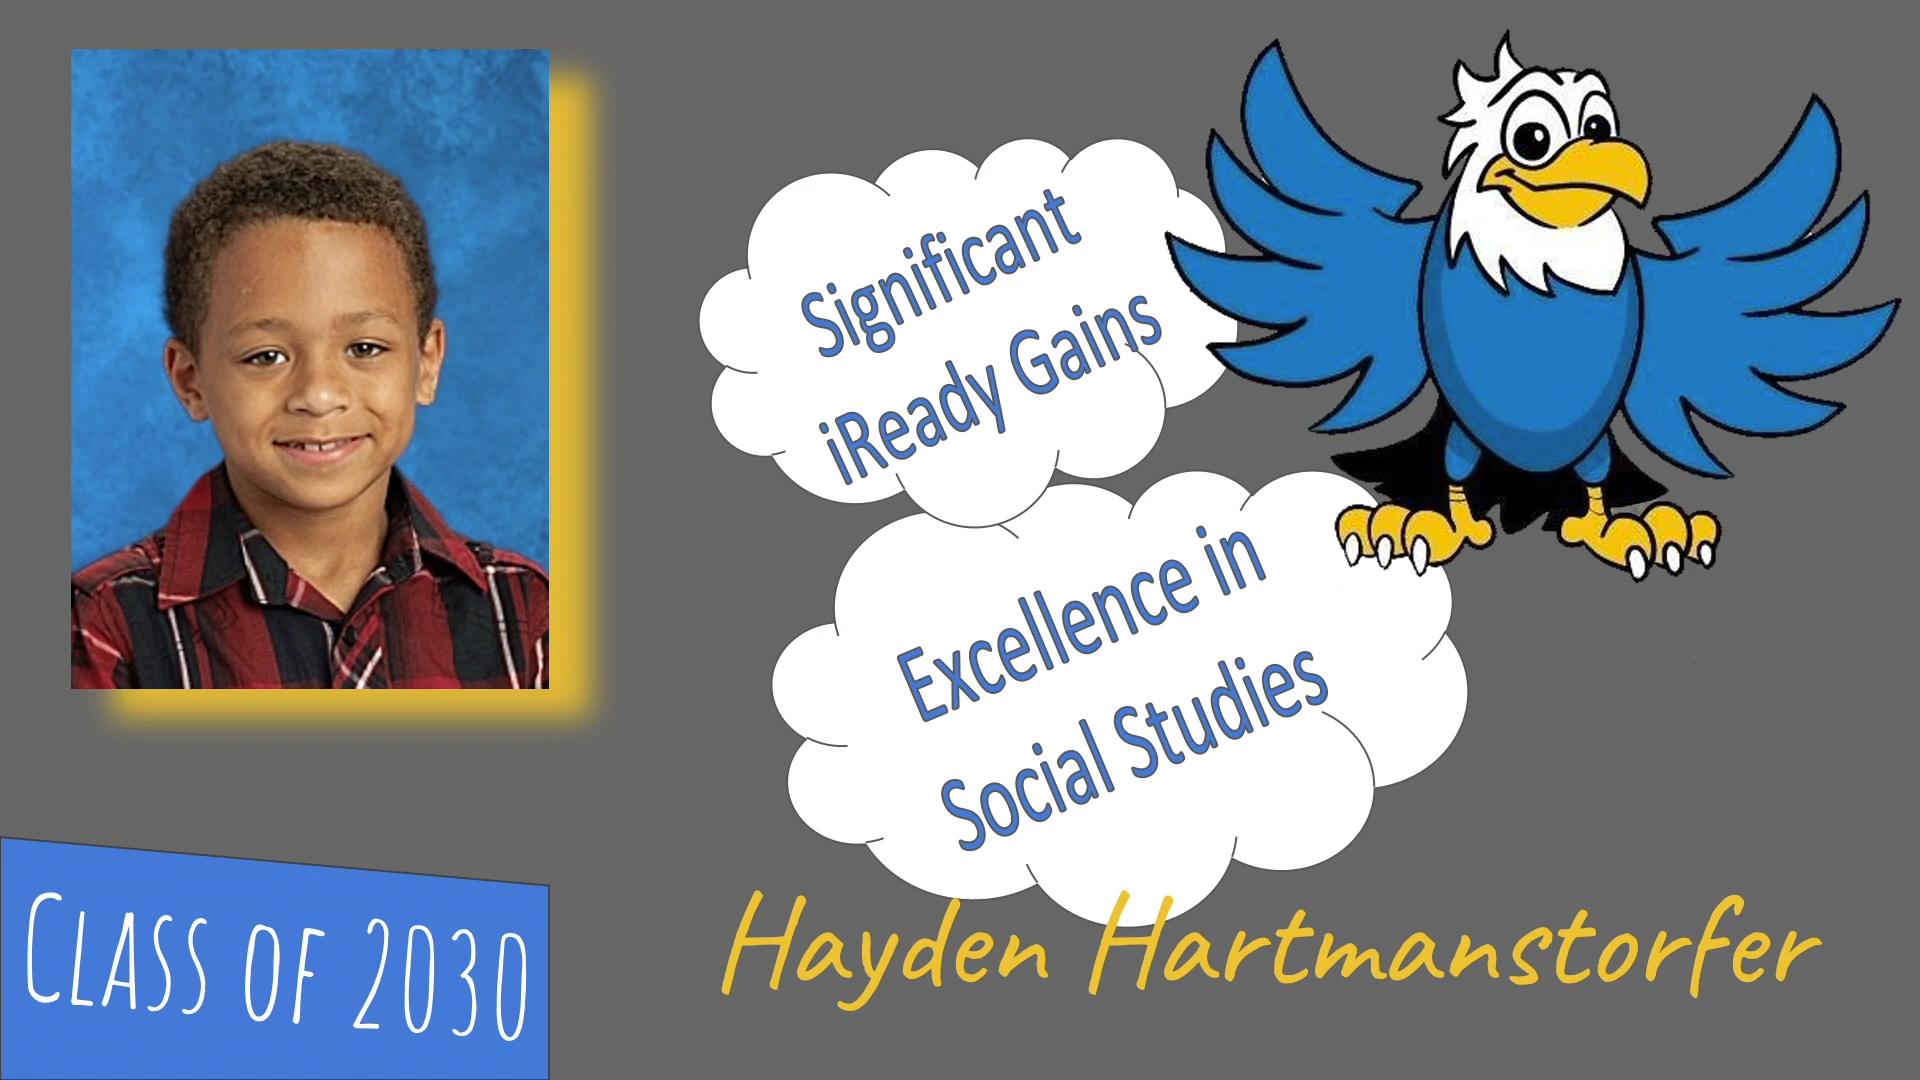 Significant
iReady Gains
Excellence in
Social Studies
Class of 2030
Hayden Hartmanstorfer